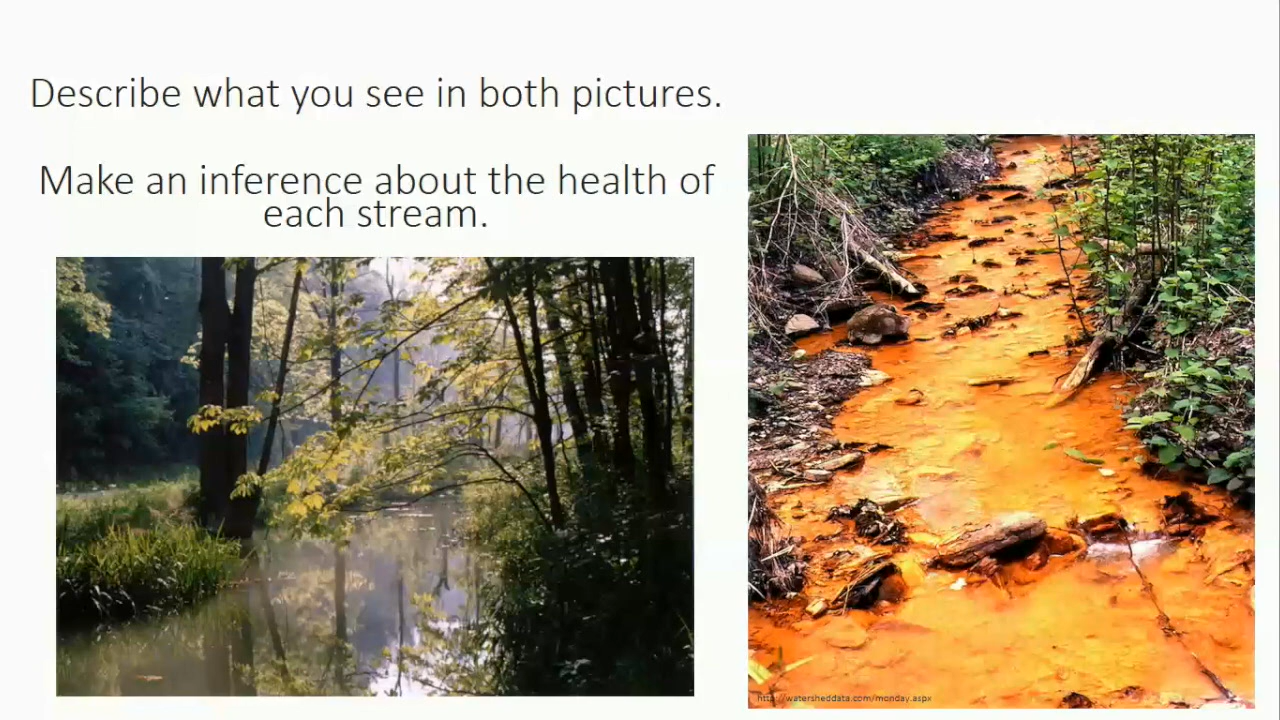 Describe what you see in both pictures.
Make an inference about the health of
each stream.
http://watersheddata.com/monday.aspx